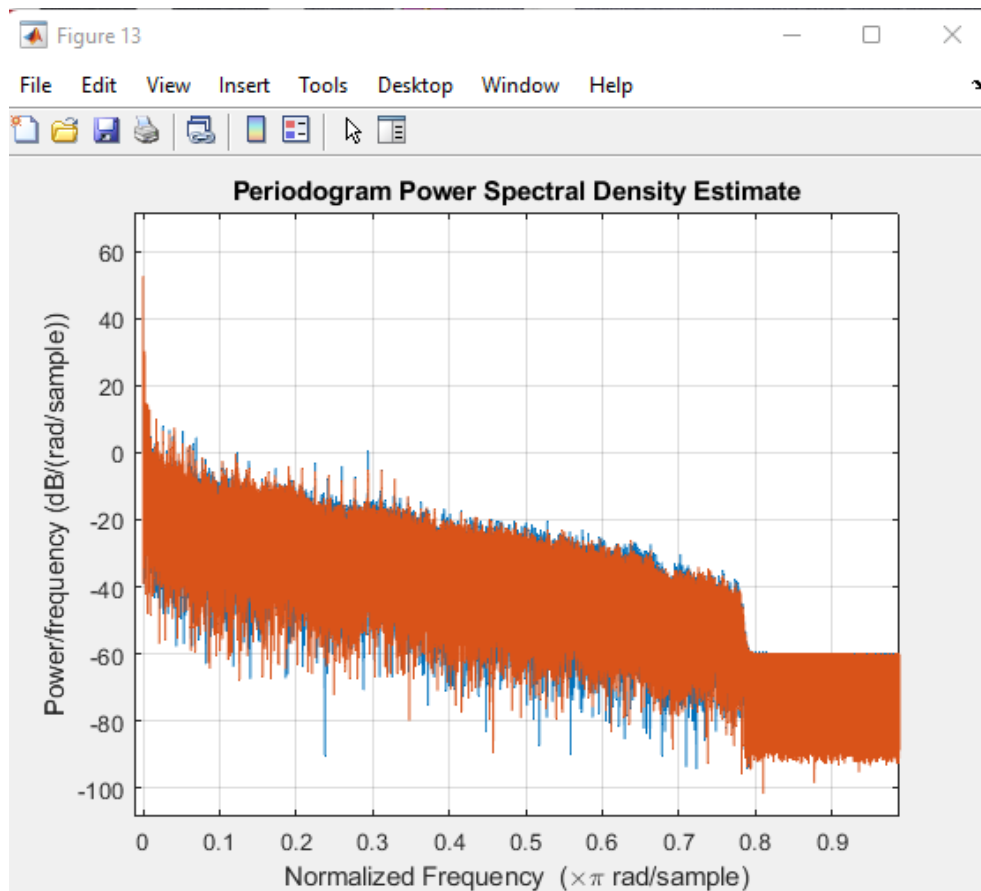 Figure 13
File Edit View Insert Tools Desktop Window Help
Periodogram Power Spectral Density Estimate
Power/frequency (dB/(rad/sample))
60
40
20
0
-20
-40
-60
-80
-100
0 0.1 0.2 0.3 0.4 0.5 0.6 0.7 0.8 0.9
Normalized Frequency (×π rad/sample)